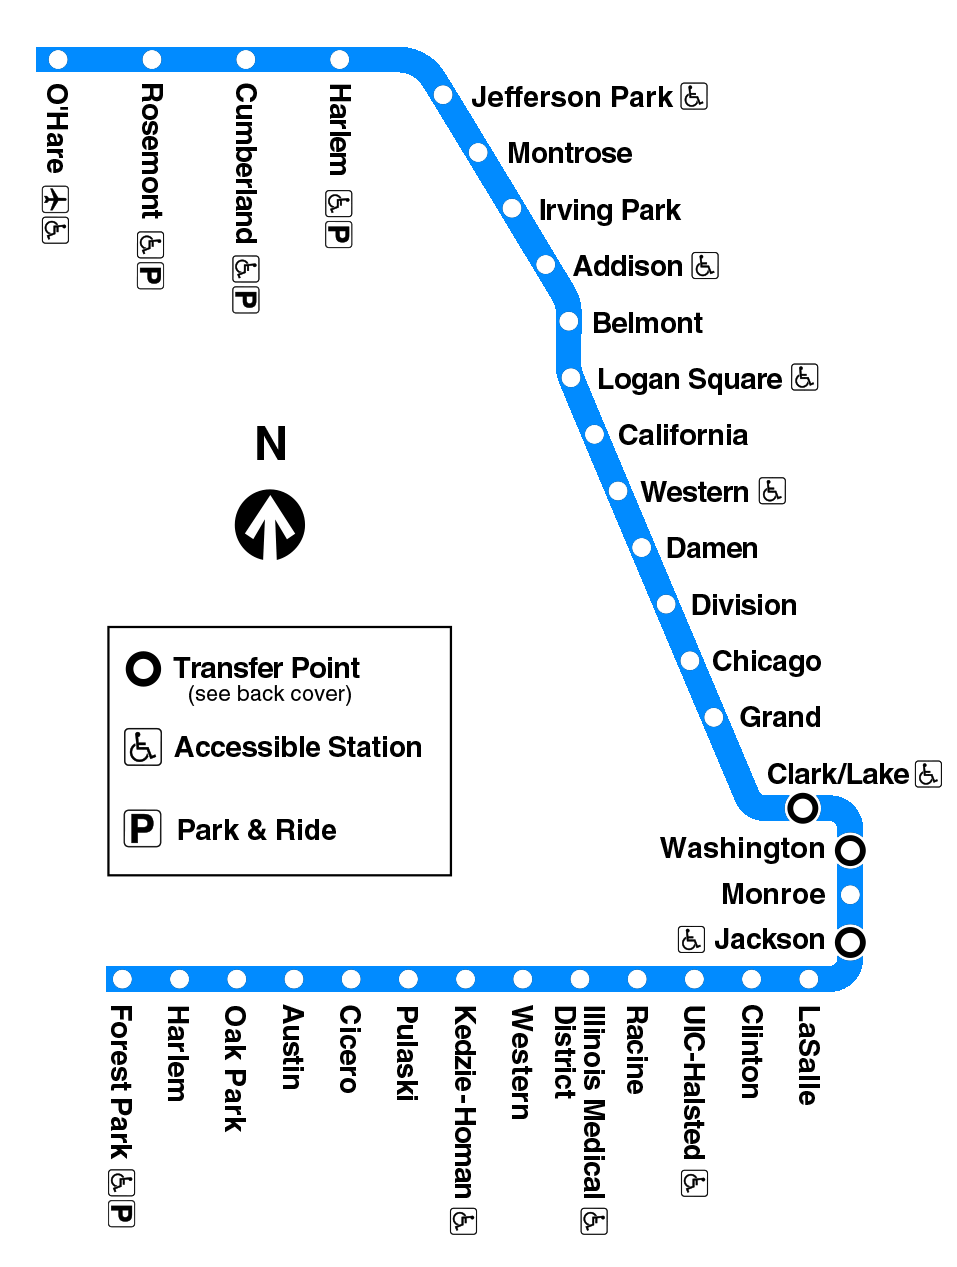 O'Hare
Rosemont
Cumberland
Harlem
Jefferson Park
Montrose
Irving Park
Addison
Belmont
Logan Square
California
Western
Damen
Division
Chicago
Grand
Clark/Lake
Washington
Monroe
Jackson
N
Transfer Point
(see back cover)
Accessible Station
P Park & Ride
Forest Park P
Harlem
Oak Park
Austin
Cicero
Pulaski
Kedzie-Homan
Western
Illinois Medical
District
Racine
UIC-Halsted
Clinton
LaSalle
P
P
P